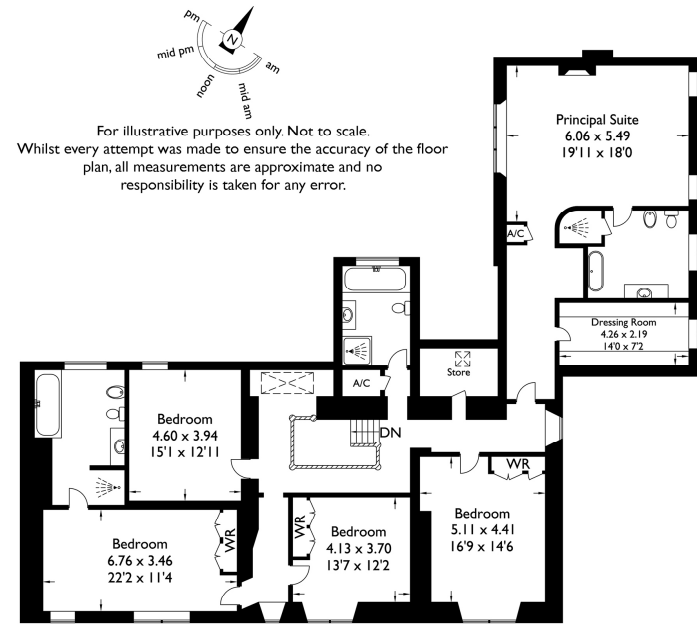 pm
N
am
mid pm
noon
mid am
For illustrative purposes only. Not to scale.
Whilst every attempt was made to ensure the accuracy of the floor
plan, all measurements are approximate and no
responsibility is taken for any error.
Principal Suite
6.06 x 5.49
19'11 x 18'0
A/C
Dressing Room
4.26 x 2.19
14'0 x 7'2
Store
A/C
DN
Bedroom
4.60 x 3.94
15'1 x 12'11
WR
Bedroom
5.11 x 4.41
16'9 x 14'6
WR
Bedroom
4.13 x 3.70
13'7 x 12'2
WR
Bedroom
6.76 x 3.46
22'2 x 11'4